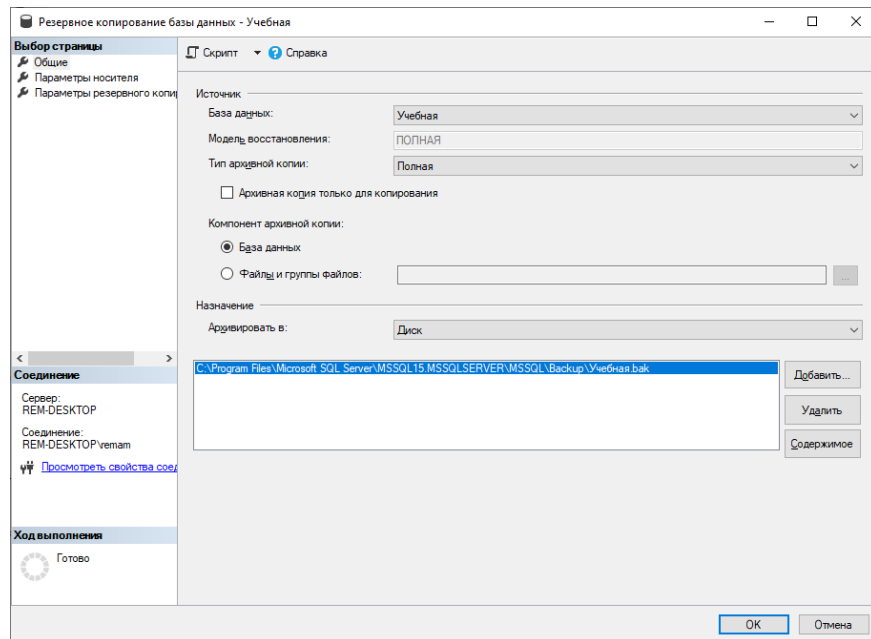 Резервное копирование базы данных - Учебная
Выбор страницы
Общие
Параметры носителя
Параметры резервного копи
Скрипт
Справка
Источник
База данных:
Учебная
Модель восстановления:
ПОЛНАЯ
Тип архивной копии:
Полная
Архивная копия только для копирования
Компонент архивной копии:
База данных
Файлы и группы файлов:
...
Назначение
Архивировать в:
Диск
C:\Program Files\Microsoft SQL Server\MSSQL15.MSSQLSERVER\MSSQL\Backup\Учебная.bak
Добавить...
Удалить
Содержимое
Соединение
Сервер:
REM-DESKTOP
Соединение:
REM-DESKTOP\remam
Просмотреть свойства соед
Ход выполнения
Готово
ОК
Отмена